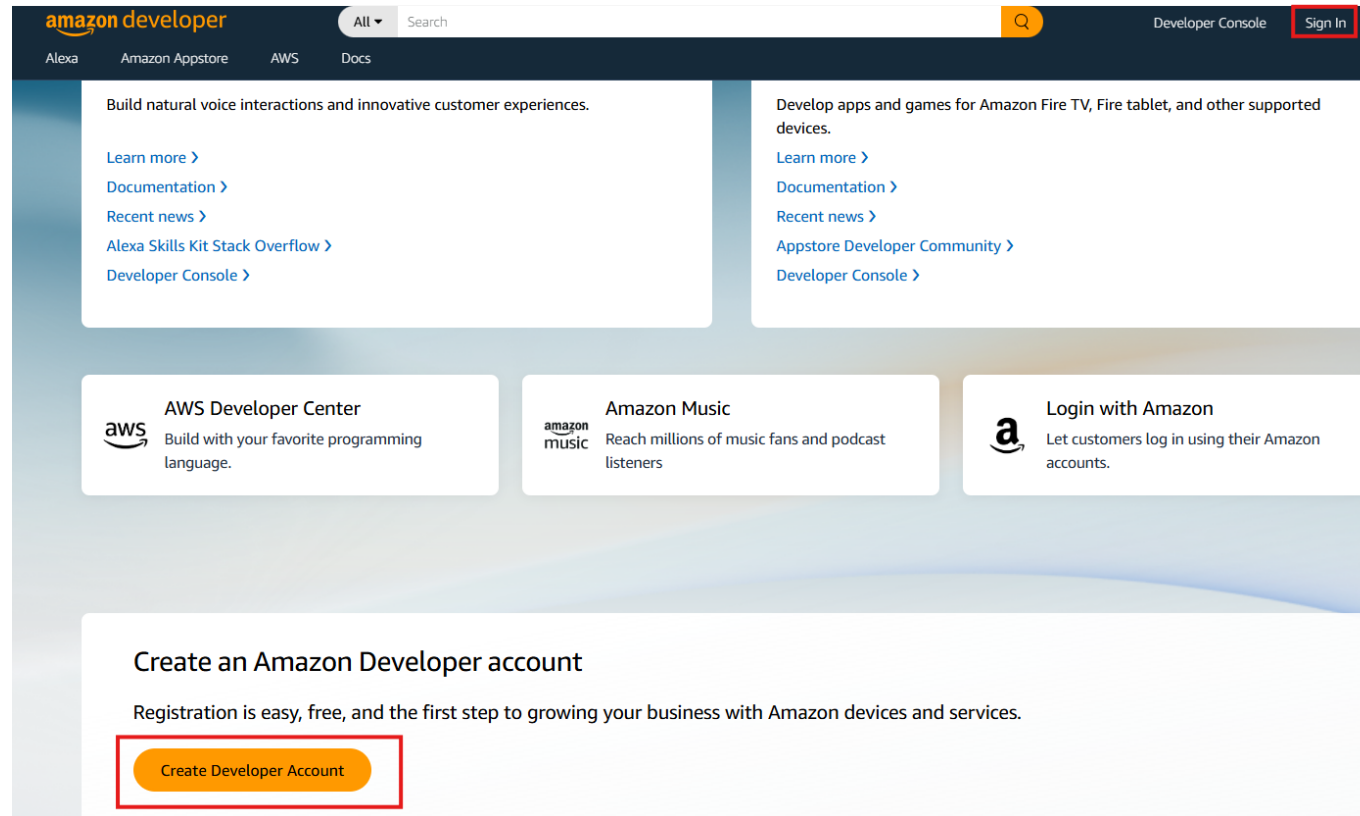 amazon developer
All
Search
Developer Console
Sign In
Alexa
Amazon Appstore
AWS
Docs
Build natural voice interactions and innovative customer experiences.
Learn more
Documentation
Recent news
Alexa Skills Kit Stack Overflow
Developer Console
Develop apps and games for Amazon Fire TV, Fire tablet, and other supported
devices.
Learn more
Documentation
Recent news
Appstore Developer Community
Developer Console
aws
AWS Developer Center
Build with your favorite programming
language.
amazon
music
Amazon Music
Reach millions of music fans and podcast
listeners
a
Login with Amazon
Let customers log in using their Amazon
accounts.
Create an Amazon Developer account
Registration is easy, free, and the first step to growing your business with Amazon devices and services.
Create Developer Account